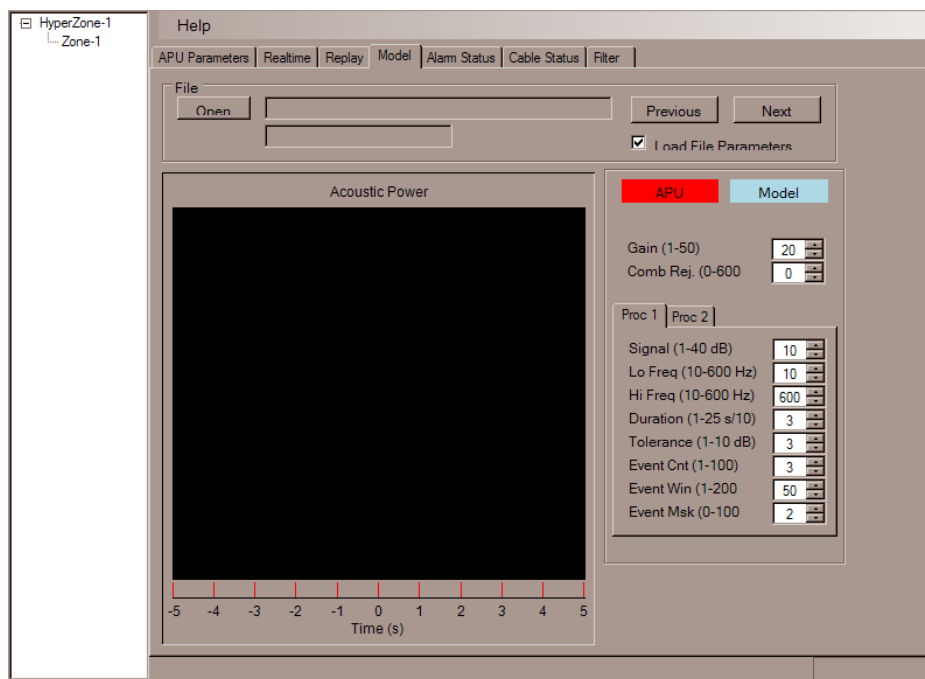 HyperZone-1
Zone-1
Help
APU Parameters Realtime Replay Model Alarm Status Cable Status Filter
File
Open
Previous Next
Load File Parameters
Acoustic Power
APU Model
Gain (1-50) 20
Comb Rej. (0-600 0
Proc 1 Proc 2
Signal (1-40 dB) 10
Lo Freq (10-600 Hz) 10
Hi Freq (10-600 Hz) 600
Duration (1-25 s/10) 3
Tolerance (1-10 dB) 3
Event Cnt (1-100) 3
Event Win (1-200 50
Event Msk (0-100 2
-5 -4 -3 -2 -1 0 1 2 3 4 5
Time (s)